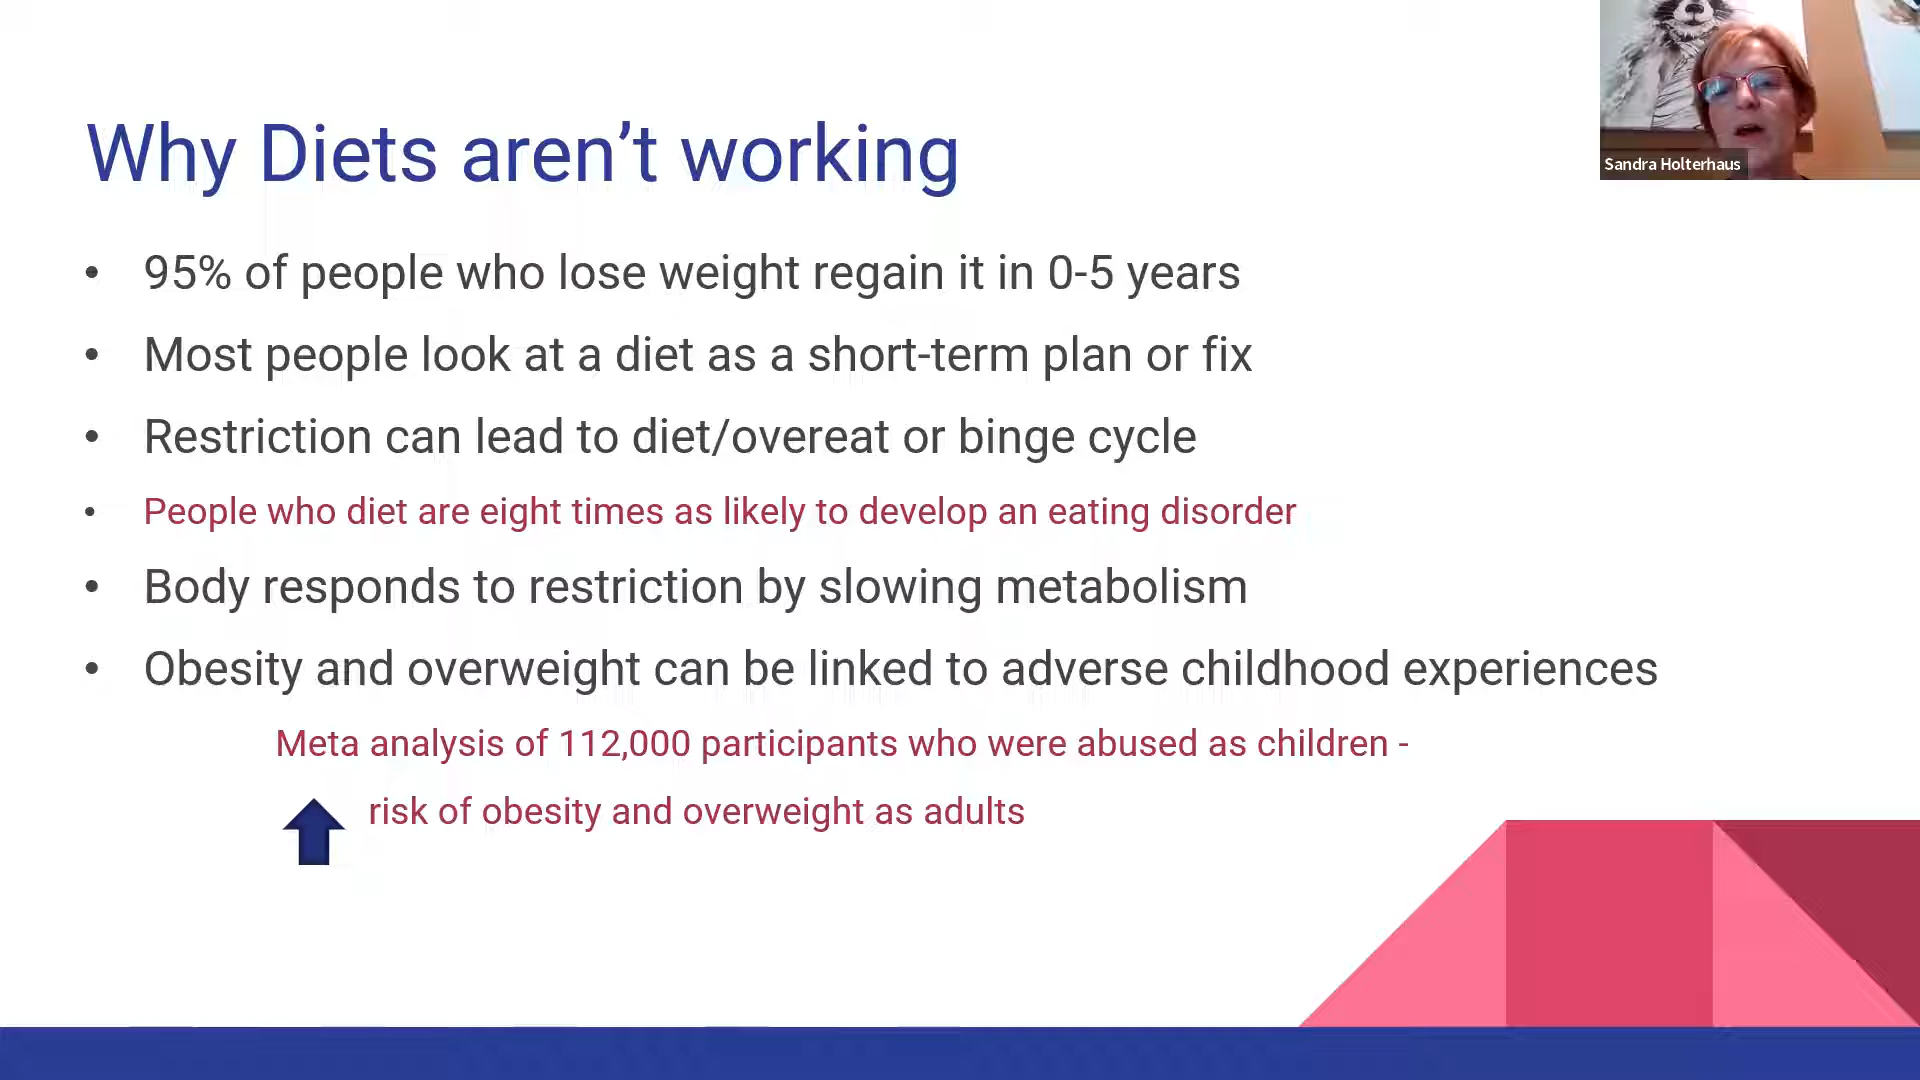 Why Diets aren’t working
Sandra Holterhaus
• 95% of people who lose weight regain it in 0-5 years
• Most people look at a diet as a short-term plan or fix
• Restriction can lead to diet/overeat or binge cycle
• People who diet are eight times as likely to develop an eating disorder
• Body responds to restriction by slowing metabolism
• Obesity and overweight can be linked to adverse childhood experiences
Meta analysis of 112,000 participants who were abused as children -
risk of obesity and overweight as adults